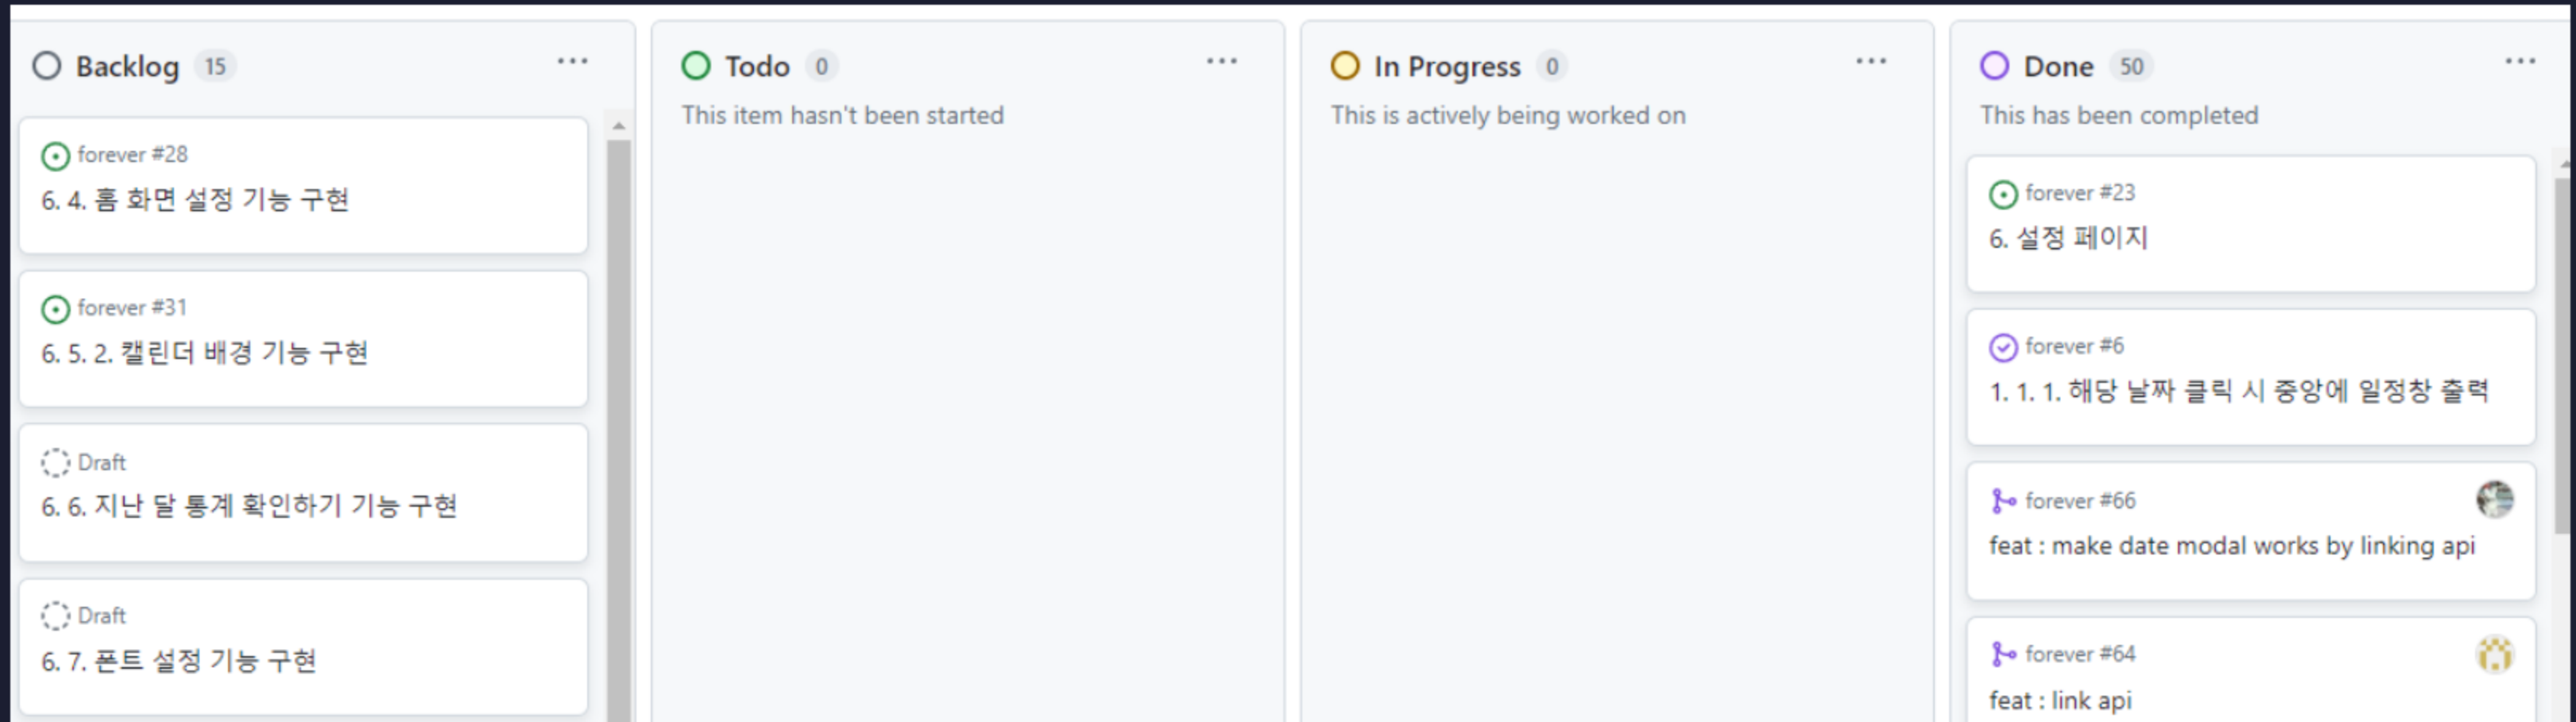 Backlog 15
forever #28
6. 4. 홈 화면 설정 기능 구현
forever #31
6. 5. 2. 캘린더 배경 기능 구현
Draft
6. 6. 지난 달 통계 확인하기 기능 구현
Draft
6. 7. 폰트 설정 기능 구현
Todo 0
This item hasn't been started
In Progress 0
This is actively being worked on
Done 50
This has been completed
forever #23
6. 설정 페이지
forever #6
1. 1. 1. 해당 날짜 클릭 시 중앙에 일정창 출력
forever #66
feat : make date modal works by linking api
forever #64
feat : link api